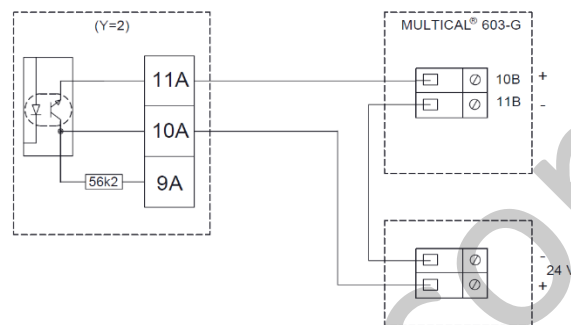 (Y=2)
MULTICAL® 603-G
11A
10A
56k2
9A
10B
+
11B
-
-
24 V
+